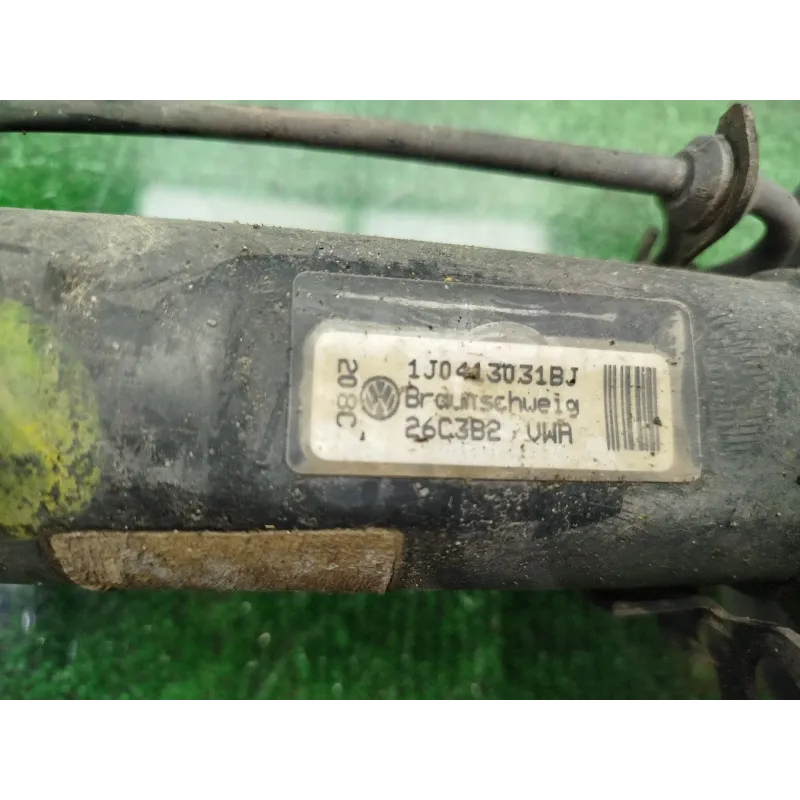 1J0413031BJ
Braunschweig
26C3B2 VWA
208C